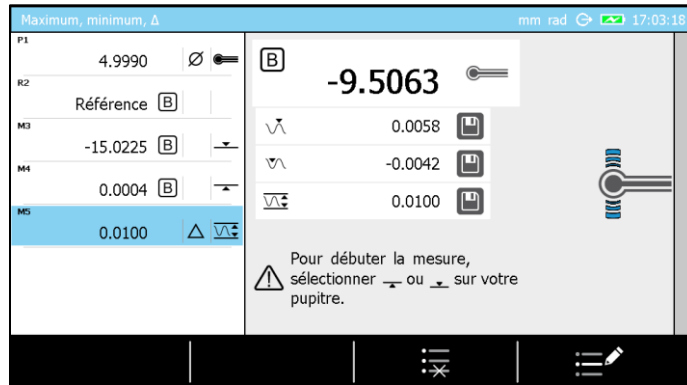 Maximum, minimum, Δ
mm rad 17:03:18
P1
4.9990 Ø
R2
Référence B
M3
-15.0225 B
M4
0.0004 B
M5
0.0100 △
B
-9.5063
0.0058
-0.0042
0.0100
Pour débuter la mesure,
sélectionner ou sur votre
pupitre.